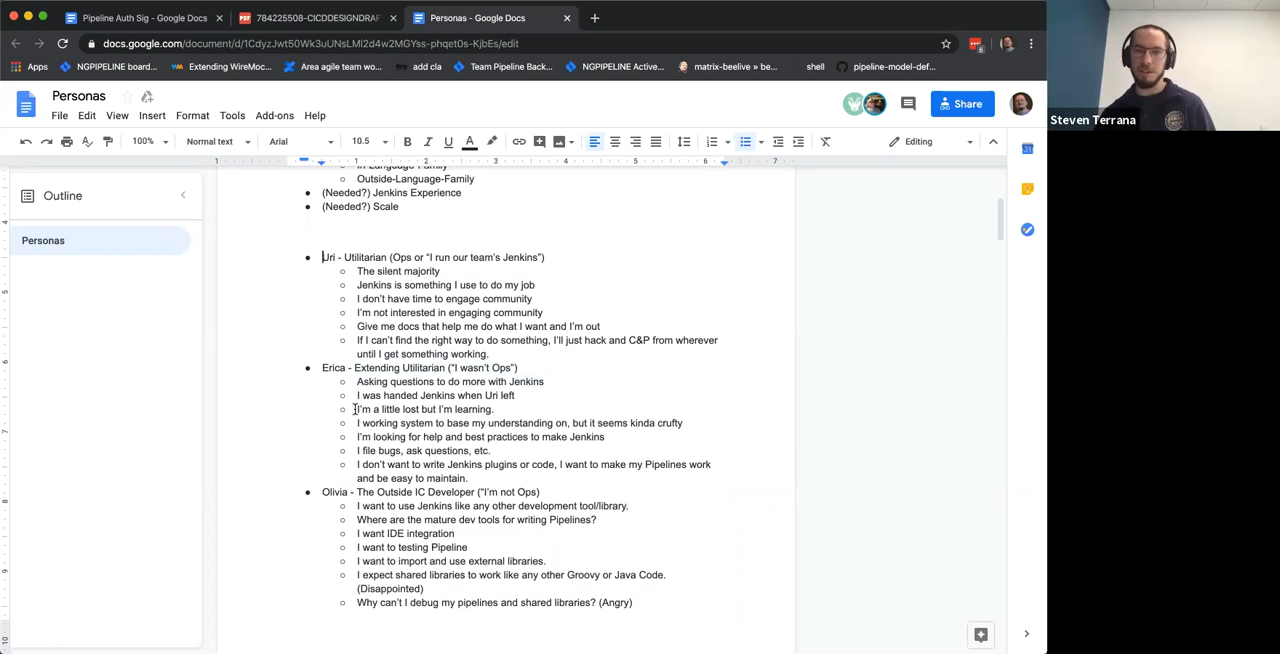 Pipeline Auth Sig - Google Docs
784225508-CICDDESIGNDRAF
Personas - Google Docs
docs.google.com/document/d/1CdyzJwt50Wk3uUNsLMl2d4w2MGYss-phqet0s-KjbEs/edit
Apps
NGPIPELINE board...
Extending WireMoc...
Area agile team wo...
add cla
Team Pipeline Back...
NGPIPELINE Active...
matrix-beelive » be...
shell
pipeline-model-def...
Personas
File Edit View Insert Format Tools Add-ons Help
Share
100% Normal text Arial 10.5 Editing
Steven Terrana
Outline
Personas
In-Language-Family
Outside-Language-Family
(Needed?) Jenkins Experience
(Needed?) Scale
Uri - Utilitarian (Ops or “I run our team’s Jenkins”)
The silent majority
Jenkins is something I use to do my job
I don’t have time to engage community
I’m not interested in engaging community
Give me docs that help me do what I want and I’m out
If I can’t find the right way to do something, I’ll just hack and C&P from wherever
until I get something working.
Erica - Extending Utilitarian (“I wasn’t Ops”)
Asking questions to do more with Jenkins
I was handed Jenkins when Uri left
I’m a little lost but I’m learning.
I working system to base my understanding on, but it seems kinda crufty
I’m looking for help and best practices to make Jenkins
I file bugs, ask questions, etc.
I don’t want to write Jenkins plugins or code, I want to make my Pipelines work
and be easy to maintain.
Olivia - The Outside IC Developer (“I’m not Ops)
I want to use Jenkins like any other development tool/library.
Where are the mature dev tools for writing Pipelines?
I want IDE integration
I want to testing Pipeline
I want to import and use external libraries.
I expect shared libraries to work like any other Groovy or Java Code.
(Disappointed)
Why can’t I debug my pipelines and shared libraries? (Angry)